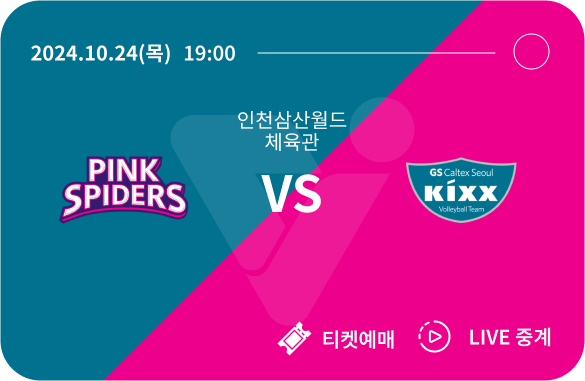 2024.10.24(목) 19:00
인천삼산월드
체육관
PINK
SPIDERS
VS
GS Caltex Seoul
kixx
Volleyball Team
티켓예매
LIVE 중계